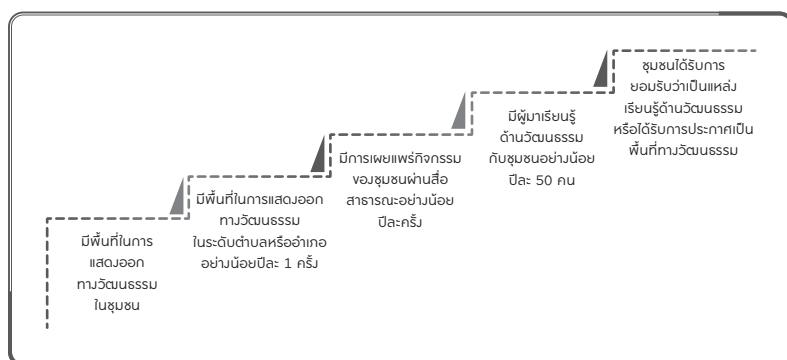 มีพื้นที่ในการ
แสดงออก
ทางวัฒนธรรม
ในชุมชน
มีพื้นที่ในการแสดงออก
ทางวัฒนธรรม
ในระดับตำบลหรืออำเภอ
อย่างน้อยปีละ 1 ครั้ง
มีการเผยแพร่กิจกรรม
ของชุมชนผ่านสื่อ
สาธารณะอย่างน้อย
ปีละครั้ง
มีผู้มาเรียนรู้
ด้านวัฒนธรรม
กับชุมชนอย่างน้อย
ปีละ 50 คน
ชุมชนได้รับการ
ยอมรับว่าเป็นแหล่ง
เรียนรู้ด้านวัฒนธรรม
หรือได้รับการประกาศเป็น
พื้นที่ทางวัฒนธรรม